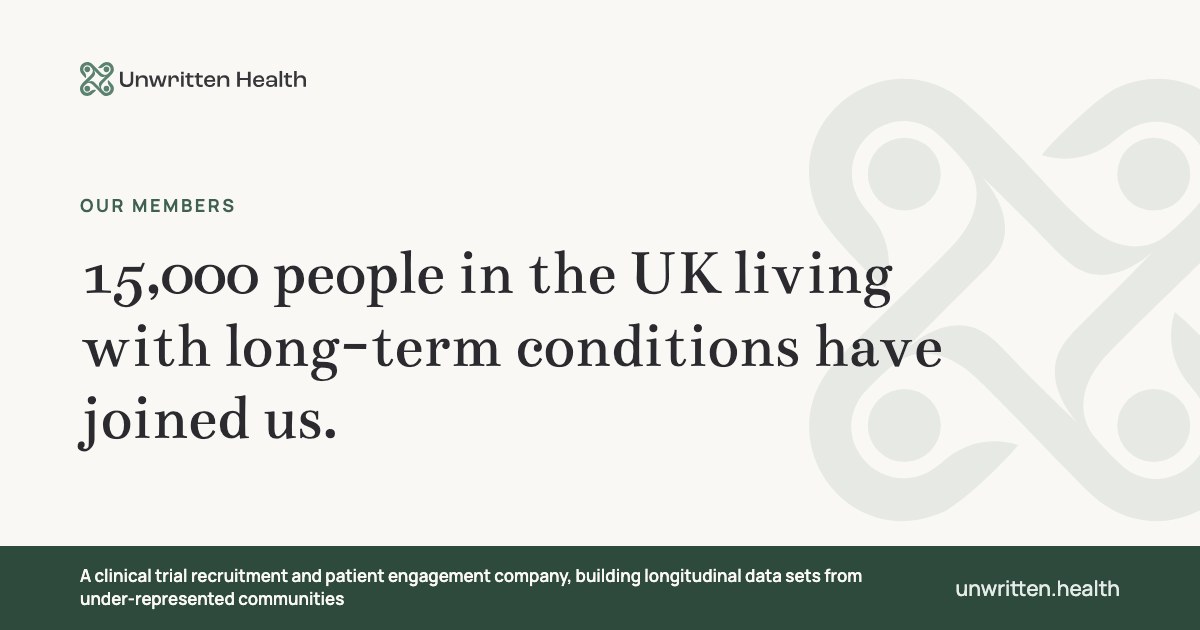 Unwritten Health
OUR MEMBERS
15,000 people in the UK living
with long-term conditions have
joined us.
A clinical trial recruitment and patient engagement company, building longitudinal data sets from
under-represented communities
unwritten.health